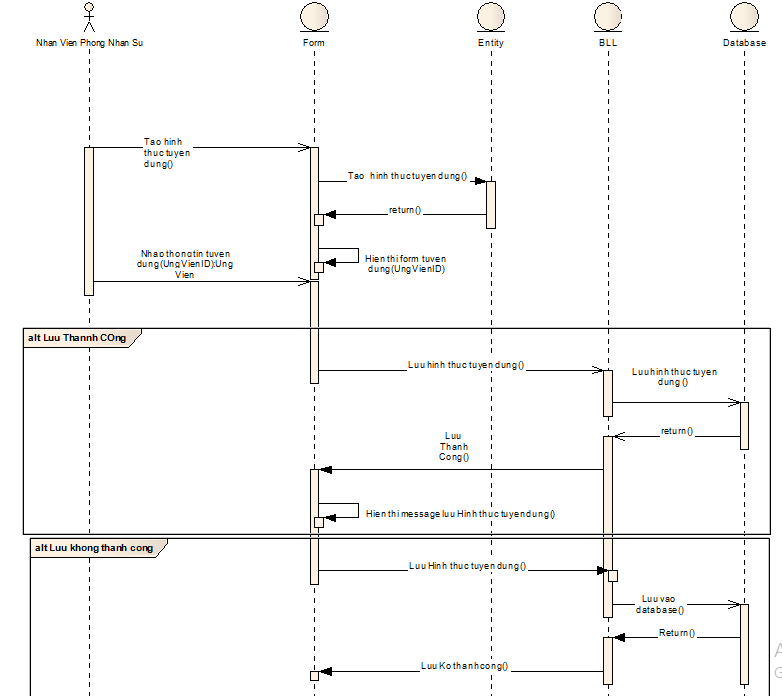 Nhan Vien Phong Nhan Su
Form
Entity
BLL
Database
Tao hinh
thuc tuyen
dung()
Tao hinh thuc tuyen dung()
return()
Nhap thong tin tuyen
dung(UngVienID):Ung
Vien
Hien thi form tuyen
dung(UngVienID)
alt Luu Thannh COng
Luu hinh thuc tuyen dung()
Luu hinh thuc tuyen
dung()
return()
Luu
Thanh
Cong()
Hien thi message luu Hinh thuc tuyen dung()
alt Luu khong thanh cong
Luu Hinh thuc tuyen dung()
Luu vao
database()
Return()
Luu Ko thanh cong()
A
G